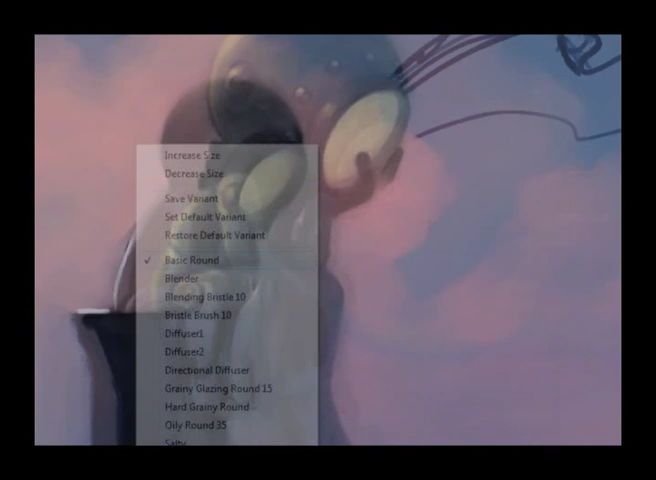 Increase Size
Decrease Size
Save Variant
Set Default Variant
Restore Default Variant
✓ Basic Round
Blender
Blending Bristle 10
Bristle Brush 10
Diffuser1
Diffuser2
Directional Diffuser
Grainy Glazing Round 15
Hard Grainy Round
Oily Round 35
Salty